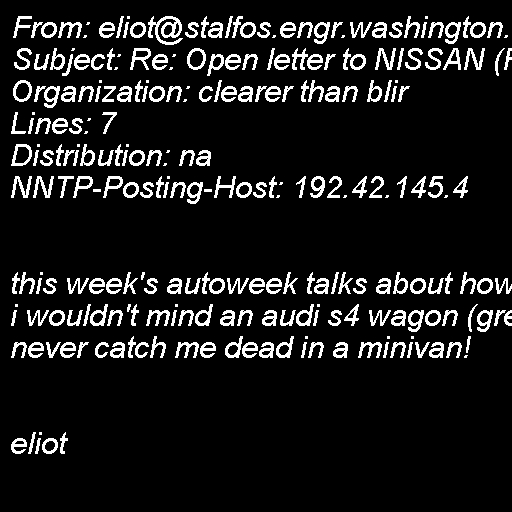 From: eliot@stalfos.engr.washington.
Subject: Re: Open letter to NISSAN (
Organization: clearer than blir
Lines: 7
Distribution: na
NNTP-Posting-Host: 192.42.145.4
this week's autoweek talks about how
i wouldn't mind an audi s4 wagon (gre
never catch me dead in a minivan!
eliot